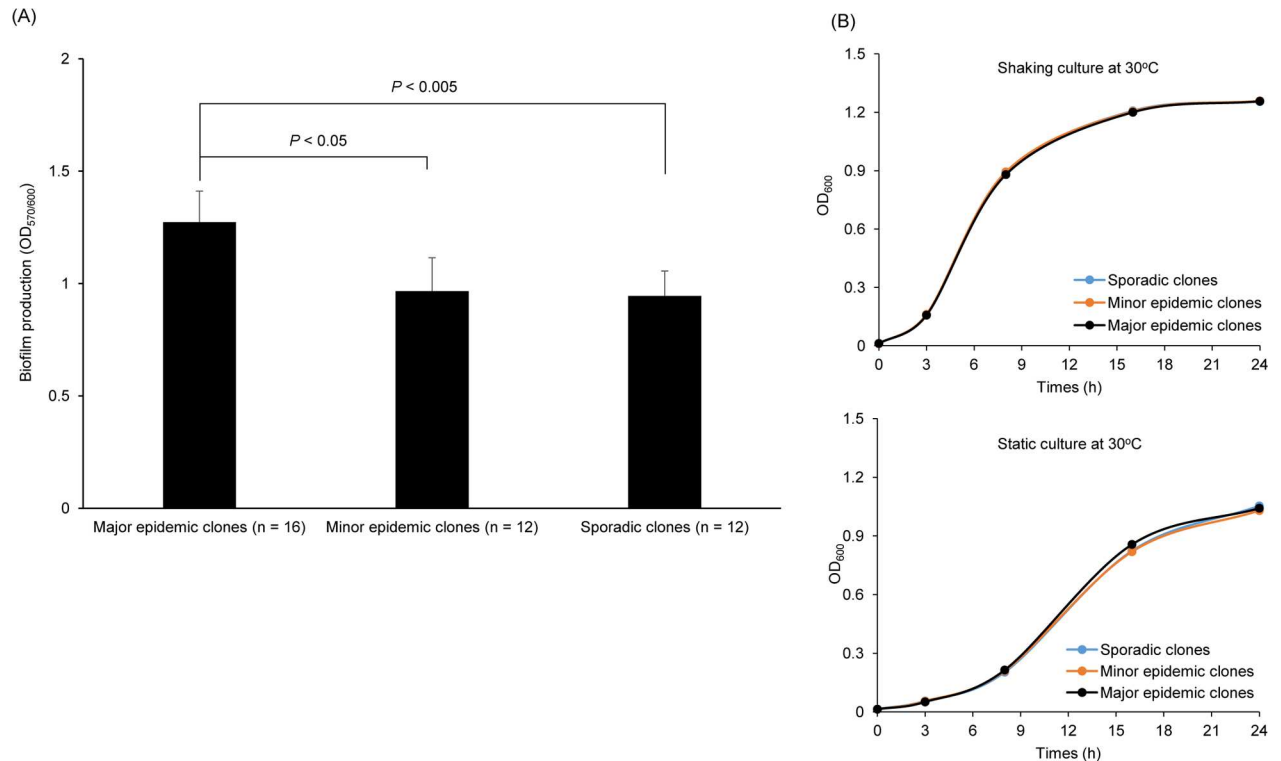 (A)
2
1.5
1
0.5
0
Biofilm production (OD570/600)
P < 0.005
P < 0.05
Major epidemic clones (n = 16)
Minor epidemic clones (n = 12)
Sporadic clones (n = 12)
(B)
1.5
1.2
0.9
0.6
0.3
0
OD600
Shaking culture at 30ºC
Sporadic clones
Minor epidemic clones
Major epidemic clones
0 3 6 9 12 15 18 21 24
Times (h)
1.5
1.2
0.9
0.6
0.3
0
OD600
Static culture at 30ºC
Sporadic clones
Minor epidemic clones
Major epidemic clones
0 3 6 9 12 15 18 21 24
Times (h)